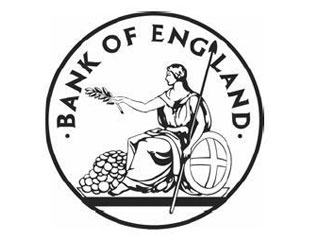 · BANK OF ENGLAND ·